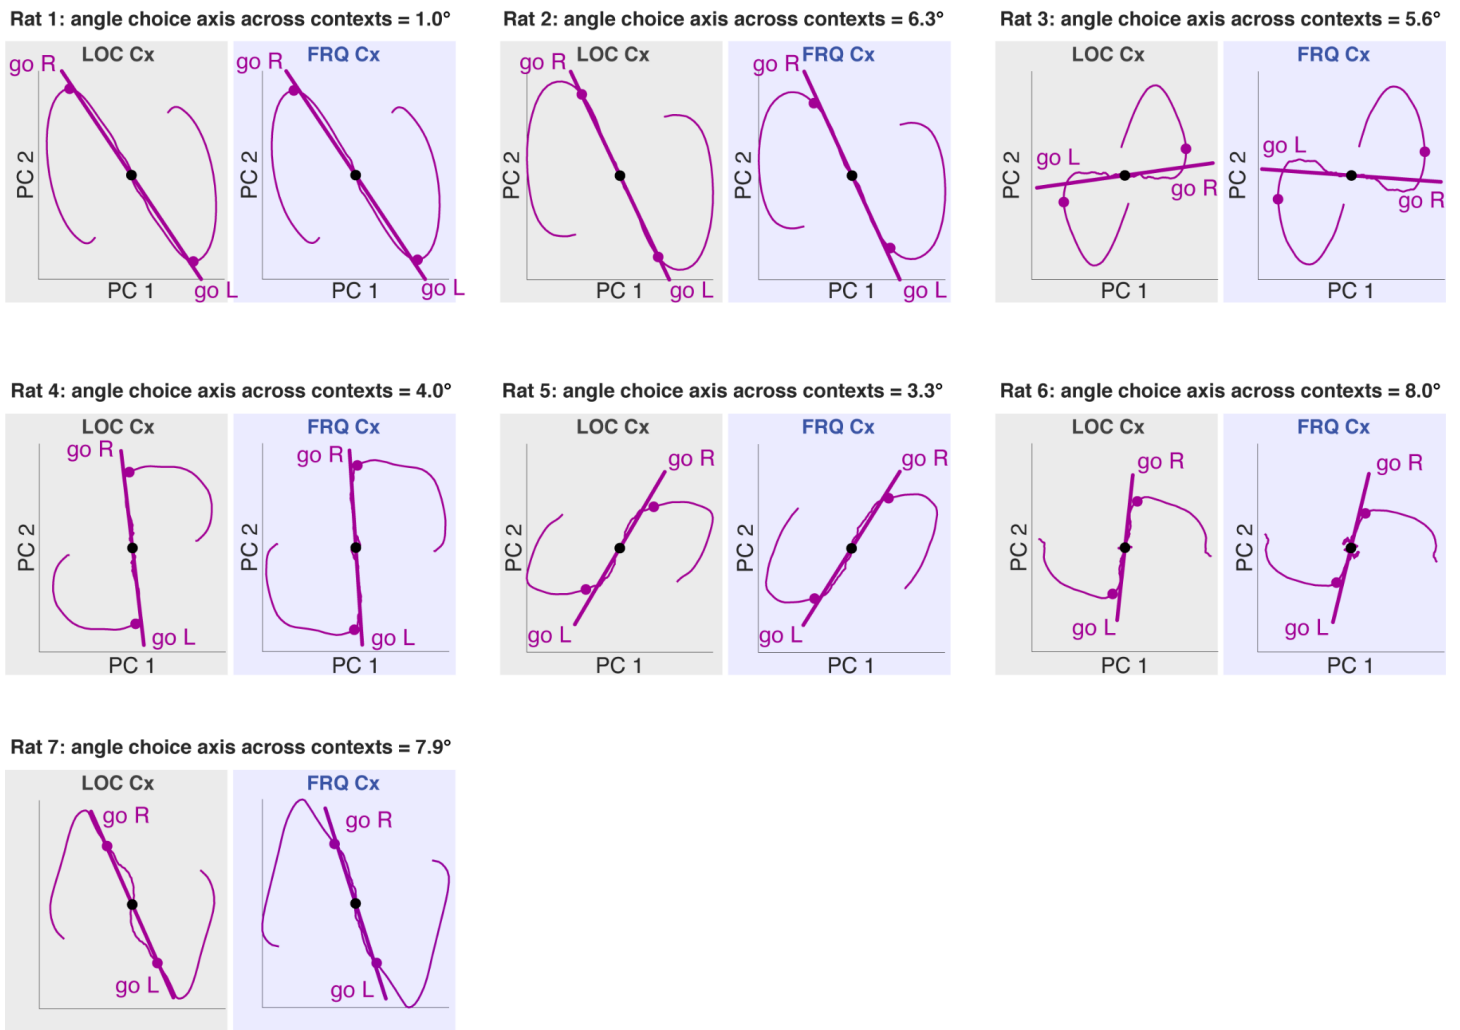 Rat 1: angle choice axis across contexts = 1.0°
LOC Cx
go R
PC 2
PC 1
go L
FRQ Cx
go R
PC 1
go L
Rat 2: angle choice axis across contexts = 6.3°
LOC Cx
go R
PC 2
PC 1
go L
FRQ Cx
go R
PC 2
PC 1
go L
Rat 3: angle choice axis across contexts = 5.6°
LOC Cx
go L
PC 2
go R
PC 1
FRQ Cx
go L
PC 2
go R
PC 1
Rat 4: angle choice axis across contexts = 4.0°
LOC Cx
go R
PC 2
go L
PC 1
FRQ Cx
go R
go L
PC 1
Rat 5: angle choice axis across contexts = 3.3°
LOC Cx
go R
PC 2
go L
PC 1
FRQ Cx
go R
PC 2
go L
PC 1
Rat 6: angle choice axis across contexts = 8.0°
LOC Cx
go R
PC 2
go L
PC 1
FRQ Cx
go R
PC 2
go L
PC 1
Rat 7: angle choice axis across contexts = 7.9°
LOC Cx
go R
go L
FRQ Cx
go R
go L